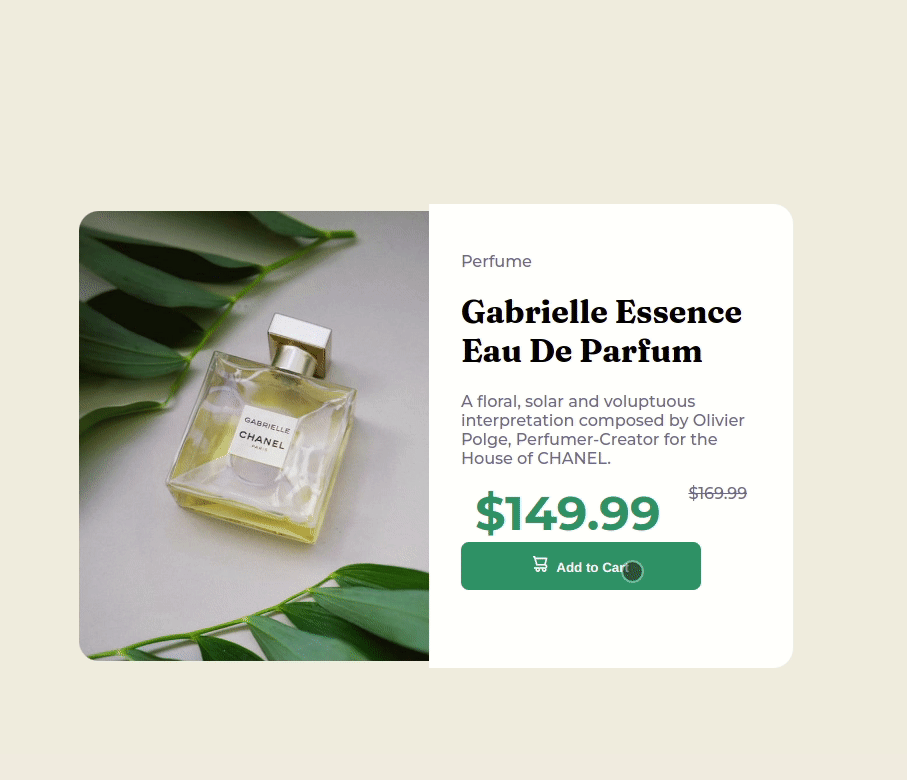 GABRIELLE
CHANEL
PARIS
Perfume
Gabrielle Essence
Eau De Parfum
A floral, solar and voluptuous
interpretation composed by Olivier
Polge, Perfumer-Creator for the
House of CHANEL.
$149.99
$169.99
Add to Cart